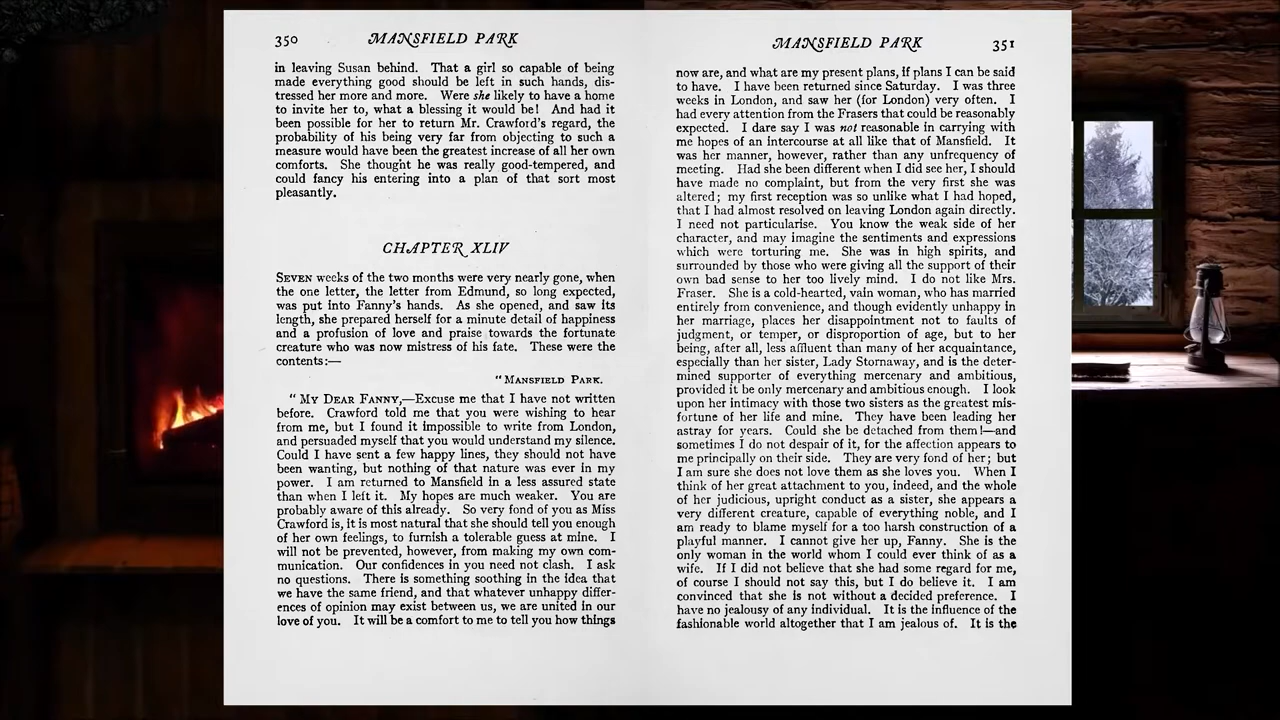 350 MANSFIELD PARK
in leaving Susan behind. That a girl so capable of being
made everything good should be left in such hands, dis-
tressed her more and more. Were she likely to have a home
to invite her to, what a blessing it would be! And had it
been possible for her to return Mr. Crawford's regard, the
probability of his being very far from objecting to such a
measure would have been the greatest increase of all her own
comforts. She thought he was really good-tempered, and
could fancy his entering into a plan of that sort most
pleasantly.
CHAPTER XLIV
SEVEN weeks of the two months were very nearly gone, when
the one letter, the letter from Edmund, so long expected,
was put into Fanny's hands. As she opened, and saw its
length, she prepared herself for a minute detail of happiness
and a profusion of love and praise towards the fortunate
creature who was now mistress of his fate. These were the
contents:—
"MANSFIELD PARK.
"MY DEAR FANNY,—Excuse me that I have not written
before. Crawford told me that you were wishing to hear
from me, but I found it impossible to write from London,
and persuaded myself that you would understand my silence.
Could I have sent a few happy lines, they should not have
been wanting, but nothing of that nature was ever in my
power. I am returned to Mansfield in a less assured state
than when I left it. My hopes are much weaker. You are
probably aware of this already. So very fond of you as Miss
Crawford is, it is most natural that she should tell you enough
of her own feelings, to furnish a tolerable guess at mine. I
will not be prevented, however, from making my own com-
munication. Our confidences in you need not clash. I ask
no questions. There is something soothing in the idea that
we have the same friend, and that whatever unhappy differ-
ences of opinion may exist between us, we are united in our
love of you. It will be a comfort to me to tell you how things
MANSFIELD PARK 351
now are, and what are my present plans, if plans I can be said
to have. I have been returned since Saturday. I was three
weeks in London, and saw her (for London) very often. I
had every attention from the Frasers that could be reasonably
expected. I dare say I was not reasonable in carrying with
me hopes of an intercourse at all like that of Mansfield. It
was her manner, however, rather than any unfrequency of
meeting. Had she been different when I did see her, I should
have made no complaint, but from the very first she was
altered; my first reception was so unlike what I had hoped,
that I had almost resolved on leaving London again directly.
I need not particularise. You know the weak side of her
character, and may imagine the sentiments and expressions
which were torturing me. She was in high spirits, and
surrounded by those who were giving all the support of their
own bad sense to her too lively mind. I do not like Mrs.
Fraser. She is a cold-hearted, vain woman, who has married
entirely from convenience, and though evidently unhappy in
her marriage, places her disappointment not to faults of
judgment, or temper, or disproportion of age, but to her
being, after all, less affluent than many of her acquaintance,
especially than her sister, Lady Stornaway, and is the deter-
mined supporter of everything mercenary and ambitious,
provided it be only mercenary and ambitious enough. I look
upon her intimacy with those two sisters as the greatest mis-
fortune of her life and mine. They have been leading her
astray for years. Could she be detached from them!—and
sometimes I do not despair of it, for the affection appears to
me principally on their side. They are very fond of her; but
I am sure she does not love them as she loves you. When I
think of her great attachment to you, indeed, and the whole
of her judicious, upright conduct as a sister, she appears a
very different creature, capable of everything noble, and I
am ready to blame myself for a too harsh construction of a
playful manner. I cannot give her up, Fanny. She is the
only woman in the world whom I could ever think of as a
wife. If I did not believe that she had some regard for me,
of course I should not say this, but I do believe it. I am
convinced that she is not without a decided preference. I
have no jealousy of any individual. It is the influence of the
fashionable world altogether that I am jealous of. It is the